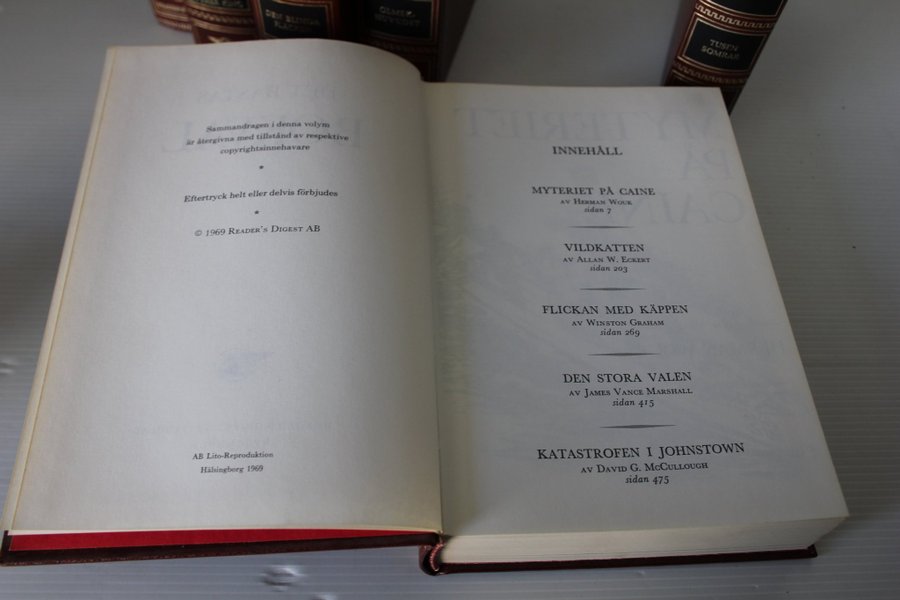 DEN BLINDA
TUSEN
SOMRAR
Sammandragen i denna volym
är återgivna med tillstånd av respektive
copyrightsinnehavare
*
Eftertryck helt eller delvis förbjudes
*
© 1969 READER'S DIGEST AB
AB Lito-Reproduktion
Hälsingborg 1969
INNEHÅLL
MYTERIET PÅ CAINE
AV HERMAN WOUK
sidan 7
VILDKATTEN
AV ALLAN W. ECKERT
sidan 203
FLICKAN MED KÄPPEN
AV WINSTON GRAHAM
sidan 269
DEN STORA VALEN
AV JAMES VANCE MARSHALL
sidan 415
KATASTROFEN I JOHNSTOWN
AV DAVID G. McCULLOUGH
sidan 475